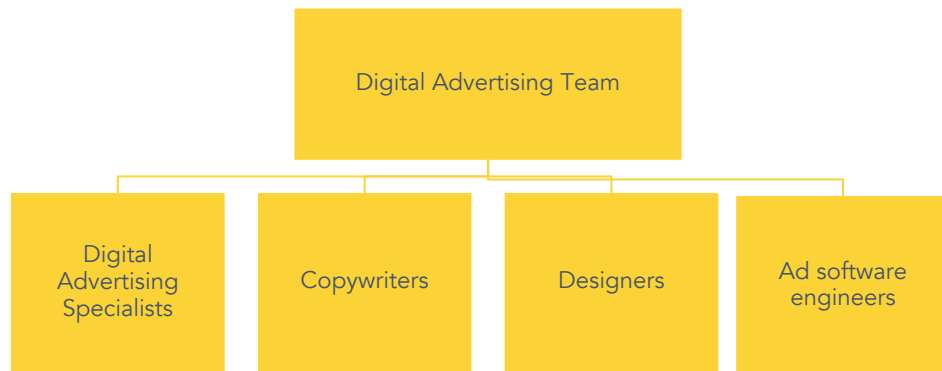 Digital Advertising Team
Digital
Advertising
Specialists
Copywriters
Designers
Ad software
engineers